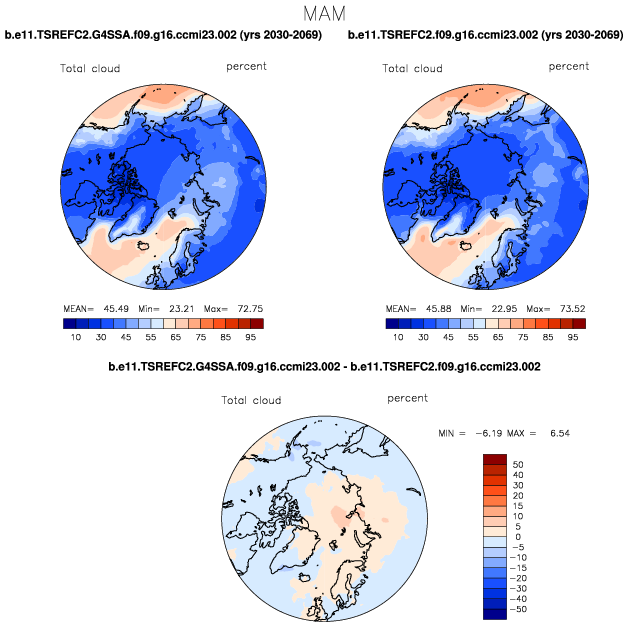 MAM
b.e11.TSREFC2.G4SSA.f09.g16.ccmi23.002 (yrs 2030-2069)
b.e11.TSREFC2.f09.g16.ccmi23.002 (yrs 2030-2069)
Total cloud percent
Total cloud percent
MEAN= 45.49 Min= 23.21 Max= 72.75
MEAN= 45.88 Min= 22.95 Max= 73.52
10 30 45 55 65 75 85 95
10 30 45 55 65 75 85 95
b.e11.TSREFC2.G4SSA.f09.g16.ccmi23.002 - b.e11.TSREFC2.f09.g16.ccmi23.002
Total cloud percent
MIN = -6.19 MAX = 6.54
50
40
30
20
15
10
5
0
-5
-10
-15
-20
-30
-40
-50